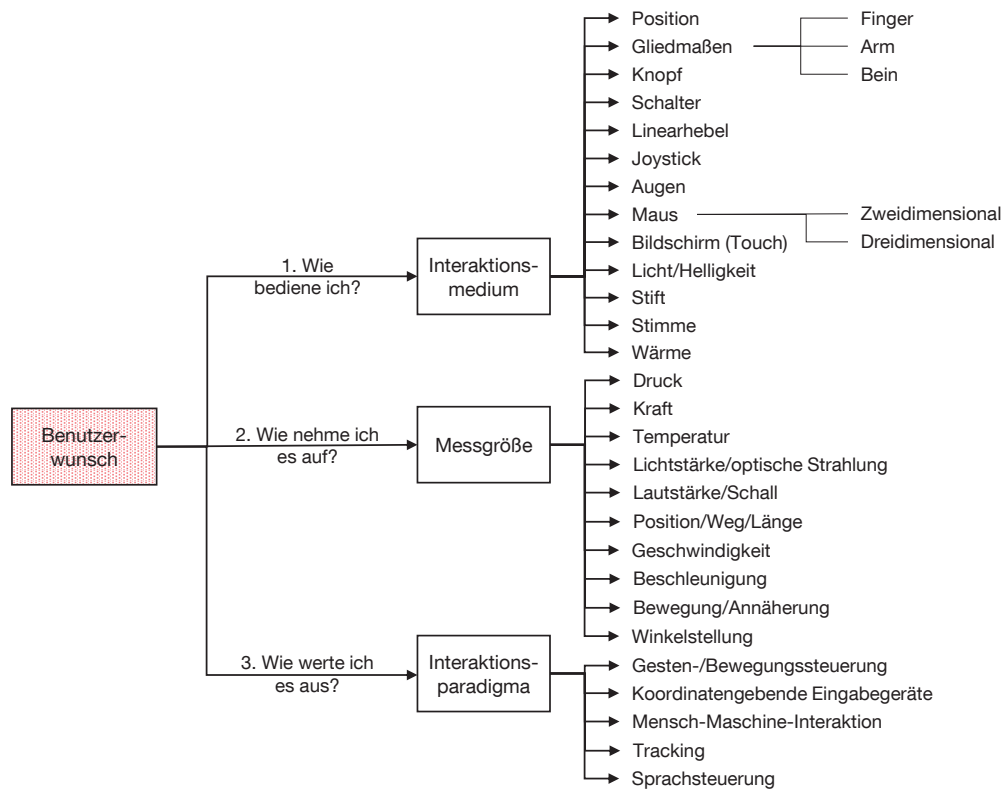 Benutzer-
wunsch
1. Wie
bediene ich?
Interaktions-
medium
Position
Gliedmaßen
Finger
Arm
Bein
Knopf
Schalter
Linearhebel
Joystick
Augen
Maus
Zweidimensional
Dreidimensional
Bildschirm (Touch)
Licht/Helligkeit
Stift
Stimme
Wärme
2. Wie nehme ich
es auf?
Messgröße
Druck
Kraft
Temperatur
Lichtstärke/optische Strahlung
Lautstärke/Schall
Position/Weg/Länge
Geschwindigkeit
Beschleunigung
Bewegung/Annäherung
Winkelstellung
3. Wie werte ich
es aus?
Interaktions-
paradigma
Gesten-/Bewegungssteuerung
Koordinatengebende Eingabegeräte
Mensch-Maschine-Interaktion
Tracking
Sprachsteuerung